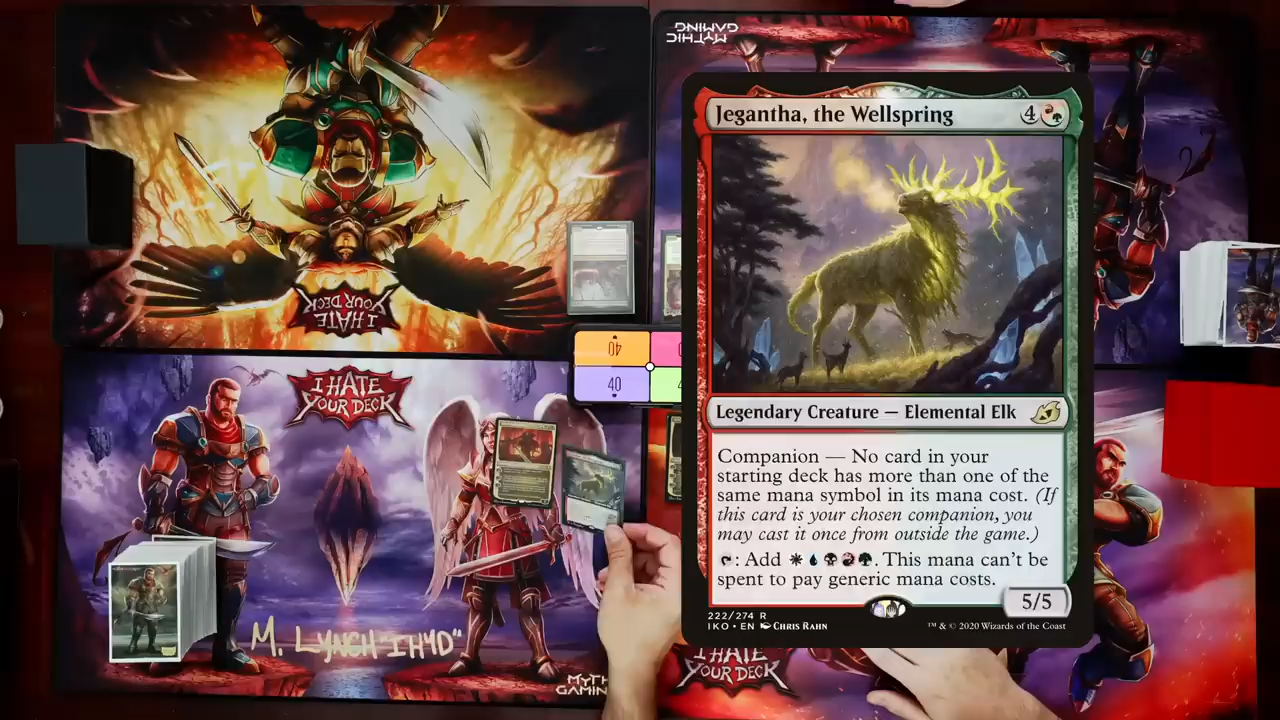 MYTHIC
GAMING
I HATE
YOUR DECK
40
40
I HATE
YOUR DECK
M. LYNCH "IHYD"
MYTH
GAMIN
I HATE
YOUR DECK
Jegantha, the Wellspring 4
Legendary Creature — Elemental Elk
Companion — No card in your
starting deck has more than one of the
same mana symbol in its mana cost. (If
this card is your chosen companion, you
may cast it once from outside the game.)
: Add . This mana can't be
spent to pay generic mana costs.
5/5
222/274 R
IKO • EN Chris Rahn
™ & © 2020 Wizards of the Coast